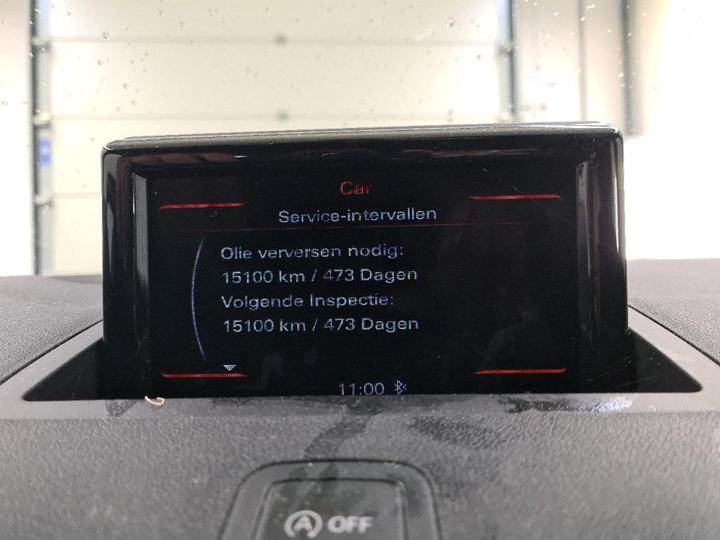 Car
Service-intervallen
Olie verversen nodig:
15100 km / 473 Dagen
Volgende Inspectie:
15100 km / 473 Dagen
11:00
A OFF